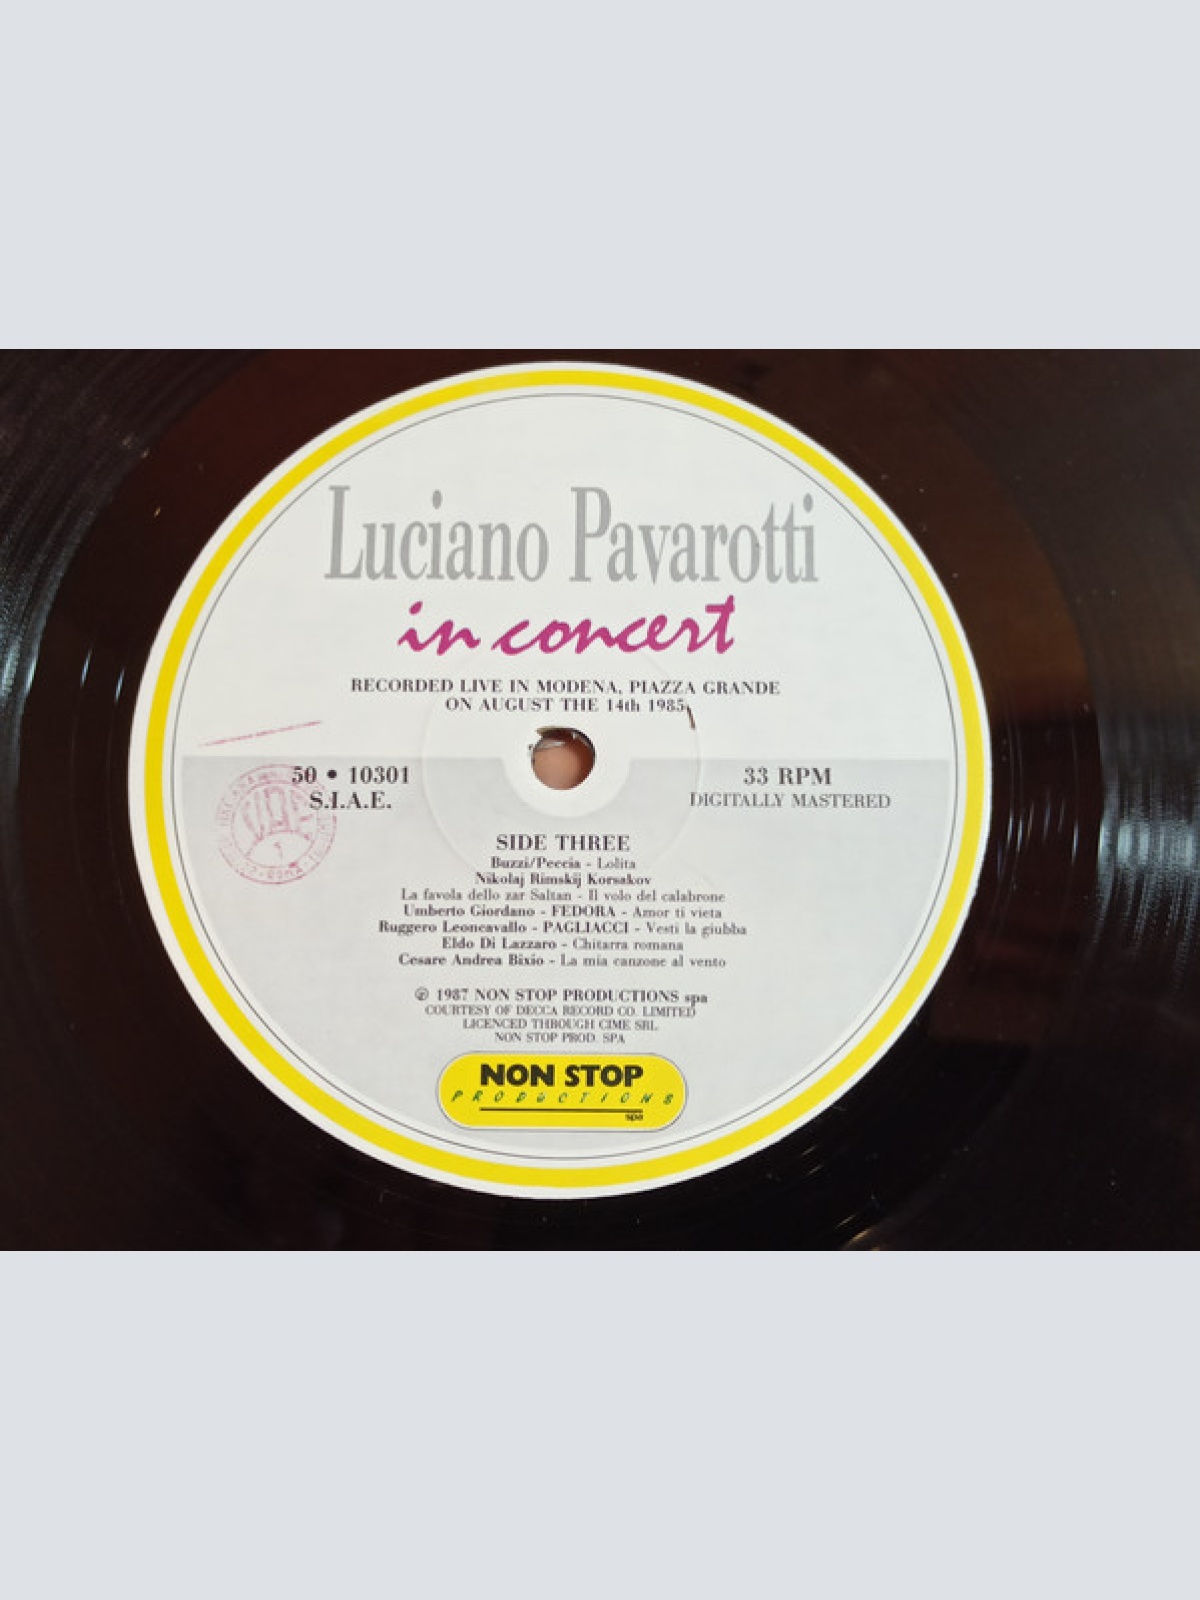 Luciano Pavarotti
in concert
RECORDED LIVE IN MODENA, PIAZZA GRANDE
ON AUGUST THE 14th 1985
50 • 10301
S.I.A.E.
33 RPM
DIGITALLY MASTERED
SIDE THREE
Buzzi/Peccia - Lolita
Nikolaj Rimskij Korsakov
La favola dello zar Saltan - Il volo del calabrone
Umberto Giordano - FEDORA - Amor ti vieta
Ruggero Leoncavallo - PAGLIACCI - Vesti la giubba
Eldo Di Lazzaro - Chitarra romana
Cesare Andrea Bixio - La mia canzone al vento
℗ 1987 NON STOP PRODUCTIONS spa
COURTESY OF DECCA RECORD CO. LIMITED
LICENCED THROUGH CIME SRL
NON STOP PROD. SPA
NON STOP
PRODUCTIONS
spa